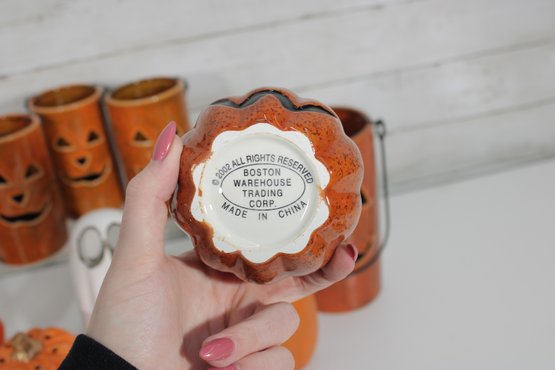 ©2002 ALL RIGHTS RESERVED
BOSTON
WAREHOUSE
TRADING
CORP.
MADE IN CHINA